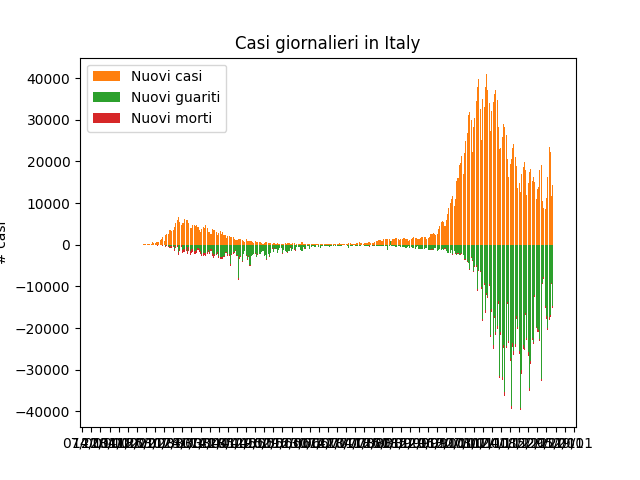 Casi giornalieri in Italy
Nuovi casi
Nuovi guariti
Nuovi morti
40000
30000
20000
10000
0
−10000
−20000
−30000
−40000
# casi